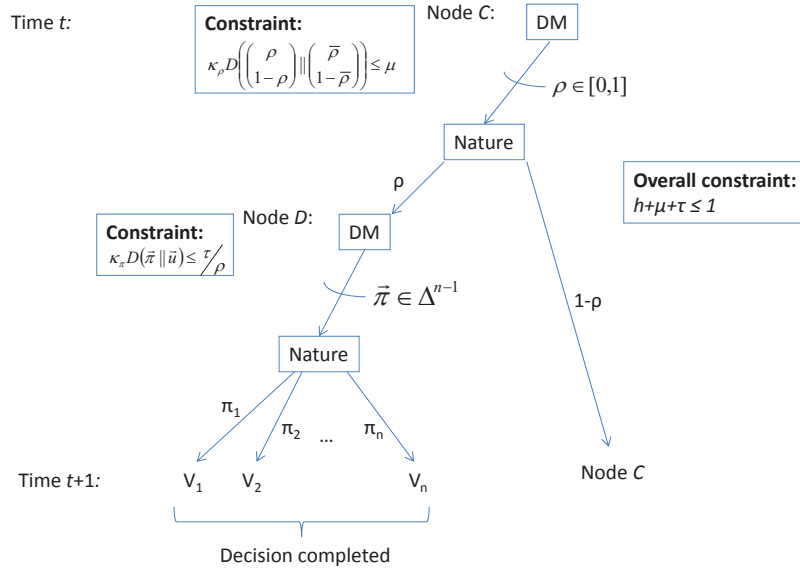 Time t:
Constraint:
κ_ρ D((ρ 1−ρ) || (ρ̅ 1−ρ̅)) ≤ μ
Node C:
DM
ρ ∈ [0,1]
Nature
ρ
Overall constraint:
h+μ+τ ≤ 1
Constraint:
κ_π D(π⃗ || u⃗) ≤ τ/ρ
Node D:
DM
π⃗ ∈ Δ^{n−1}
1-ρ
Nature
π₁
π₂
...
πₙ
Time t+1:
V₁
V₂
Vₙ
Node C
Decision completed